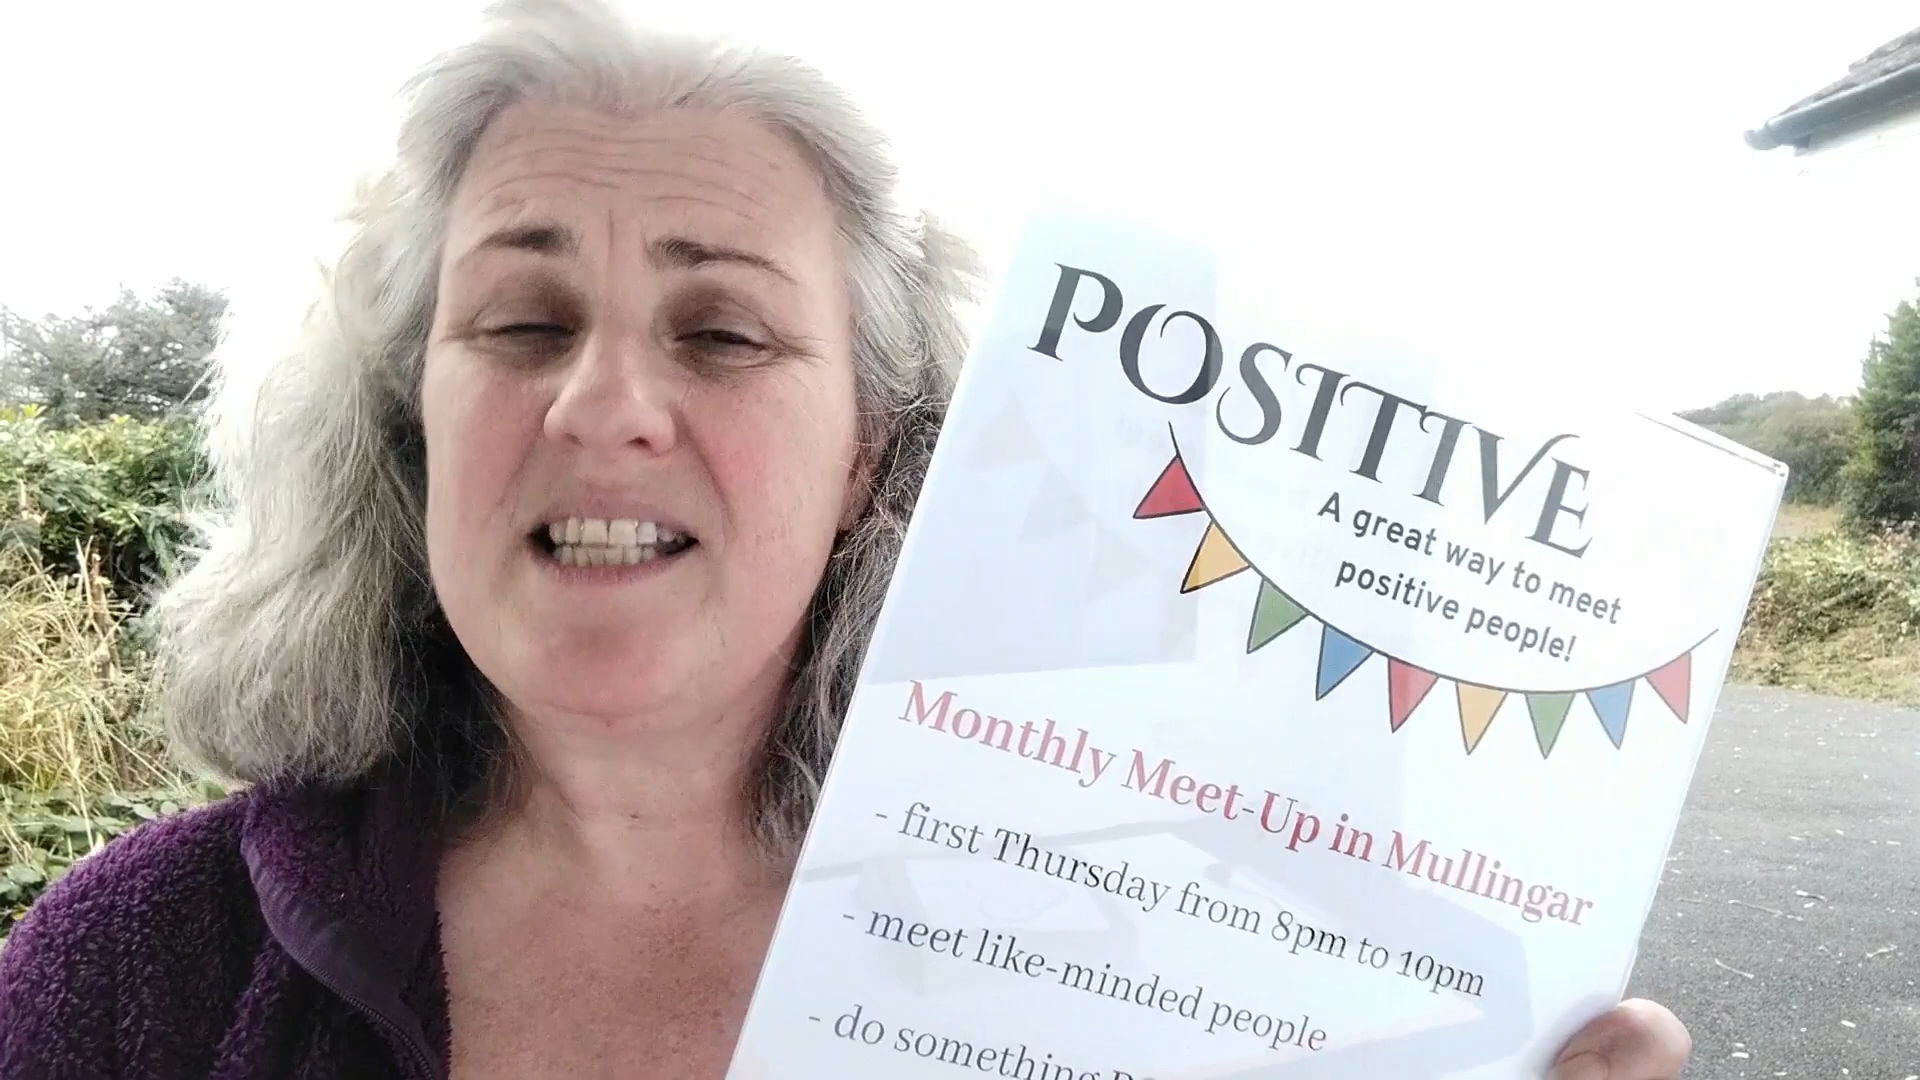 POSITIVE
A great way to meet
positive people!
Monthly Meet-Up in Mullingar
- first Thursday from 8pm to 10pm
- meet like-minded people
- do something